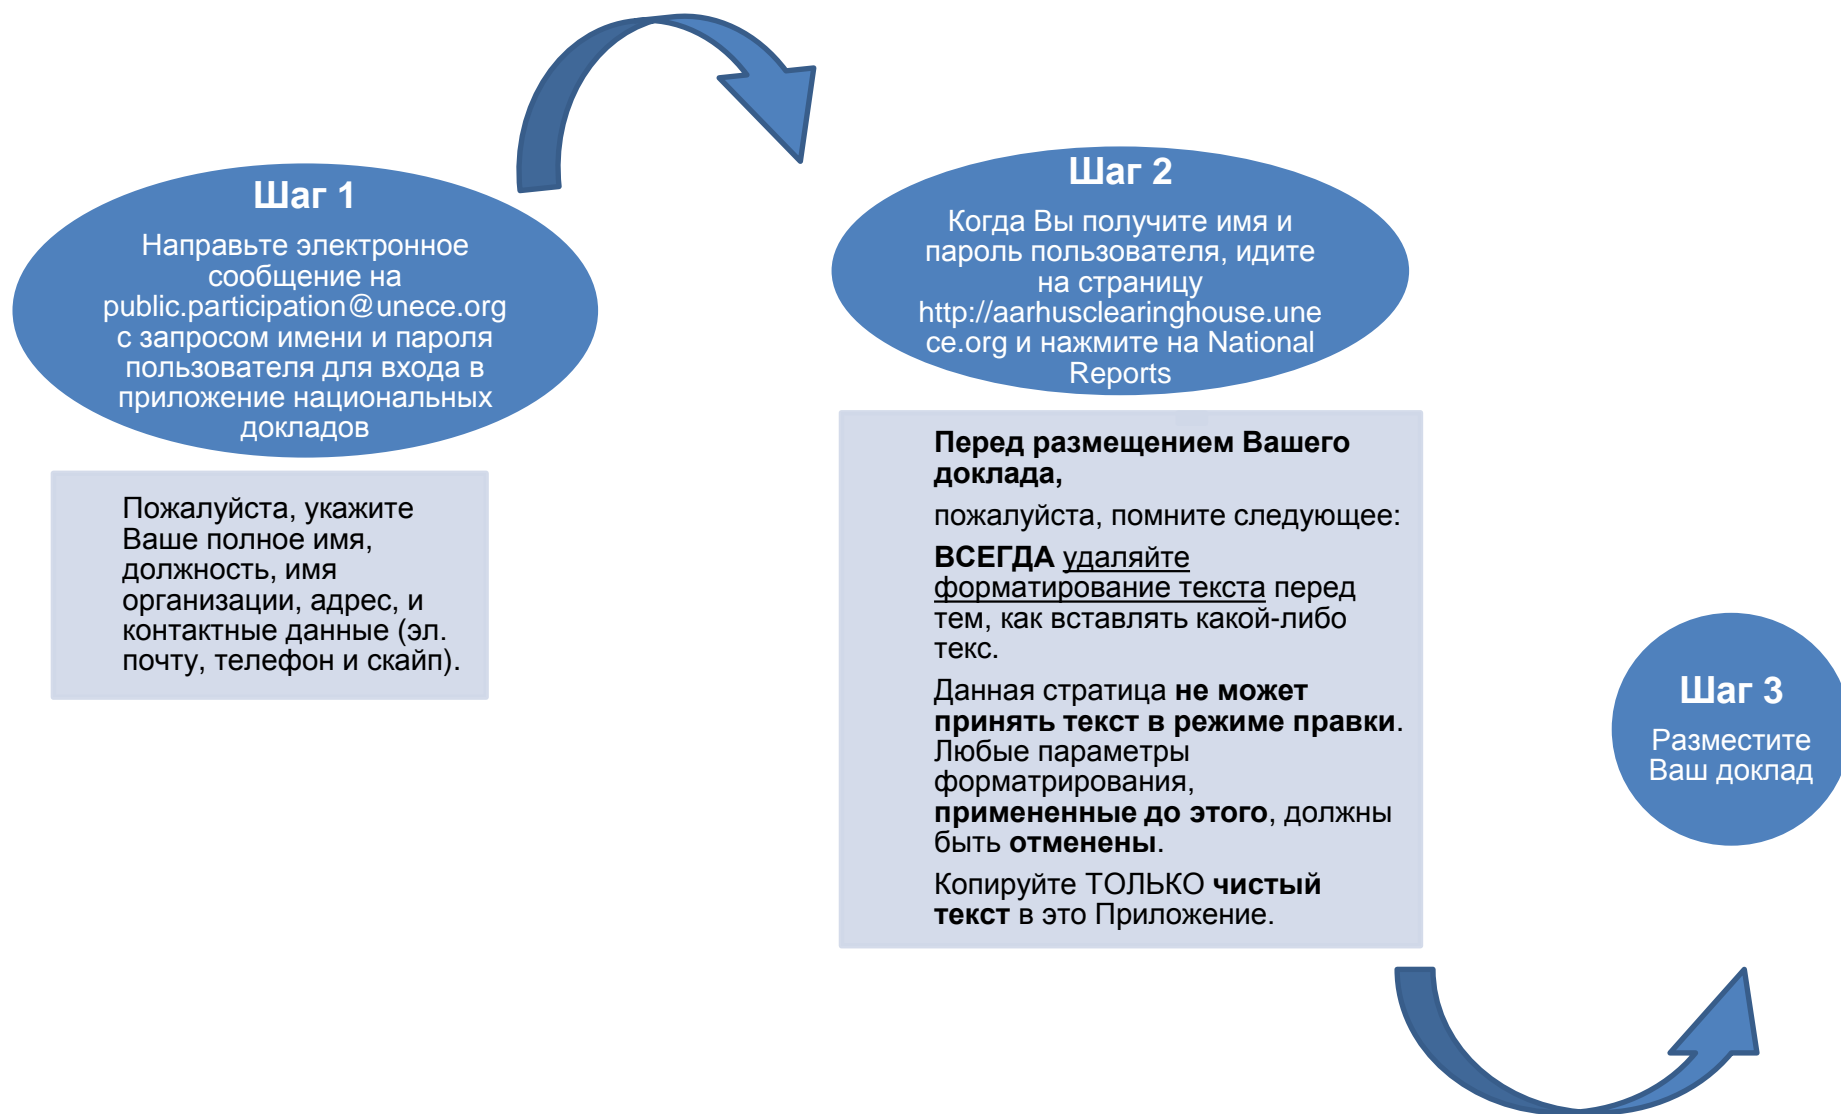 Шаг 1
Направьте электронное
сообщение на
public.participation@unece.org
с запросом имени и пароля
пользователя для входа в
приложение национальных
докладов
Пожалуйста, укажите
Ваше полное имя,
должность, имя
организации, адрес, и
контактные данные (эл.
почту, телефон и скайп).
Шаг 2
Когда Вы получите имя и
пароль пользователя, идите
на страницу
http://aarhusclearinghouse.une
ce.org и нажмите на National
Reports
Перед размещением Вашего
доклада,
пожалуйста, помните следующее:
ВСЕГДА удаляйте
форматирование текста перед
тем, как вставлять какой-либо
текс.
Данная стратица не может
принять текст в режиме правки.
Любые параметры
форматрирования,
примененные до этого, должны
быть отменены.
Копируйте ТОЛЬКО чистый
текст в это Приложение.
Шаг 3
Разместите
Ваш доклад